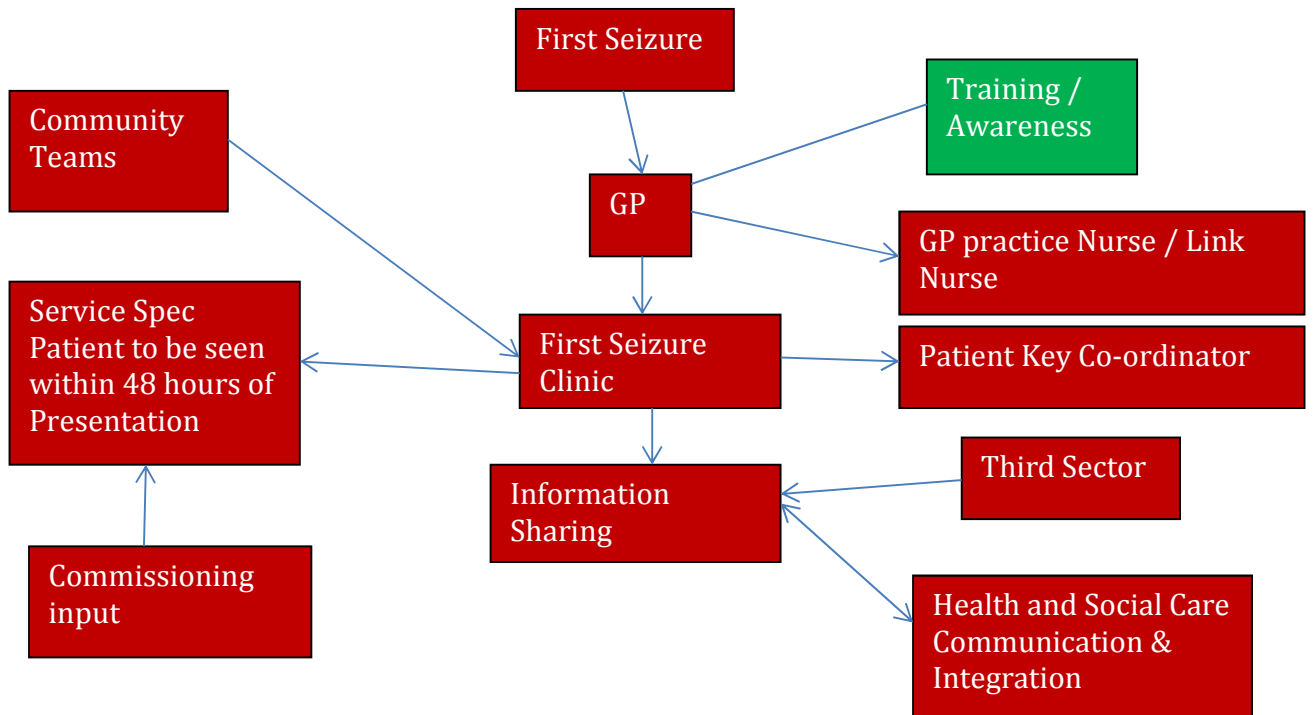 First Seizure
Training /
Awareness
Community
Teams
GP
GP practice Nurse / Link
Nurse
Service Spec
Patient to be seen
within 48 hours of
Presentation
First Seizure
Clinic
Patient Key Co-ordinator
Third Sector
Information
Sharing
Commissioning
input
Health and Social Care
Communication &
Integration